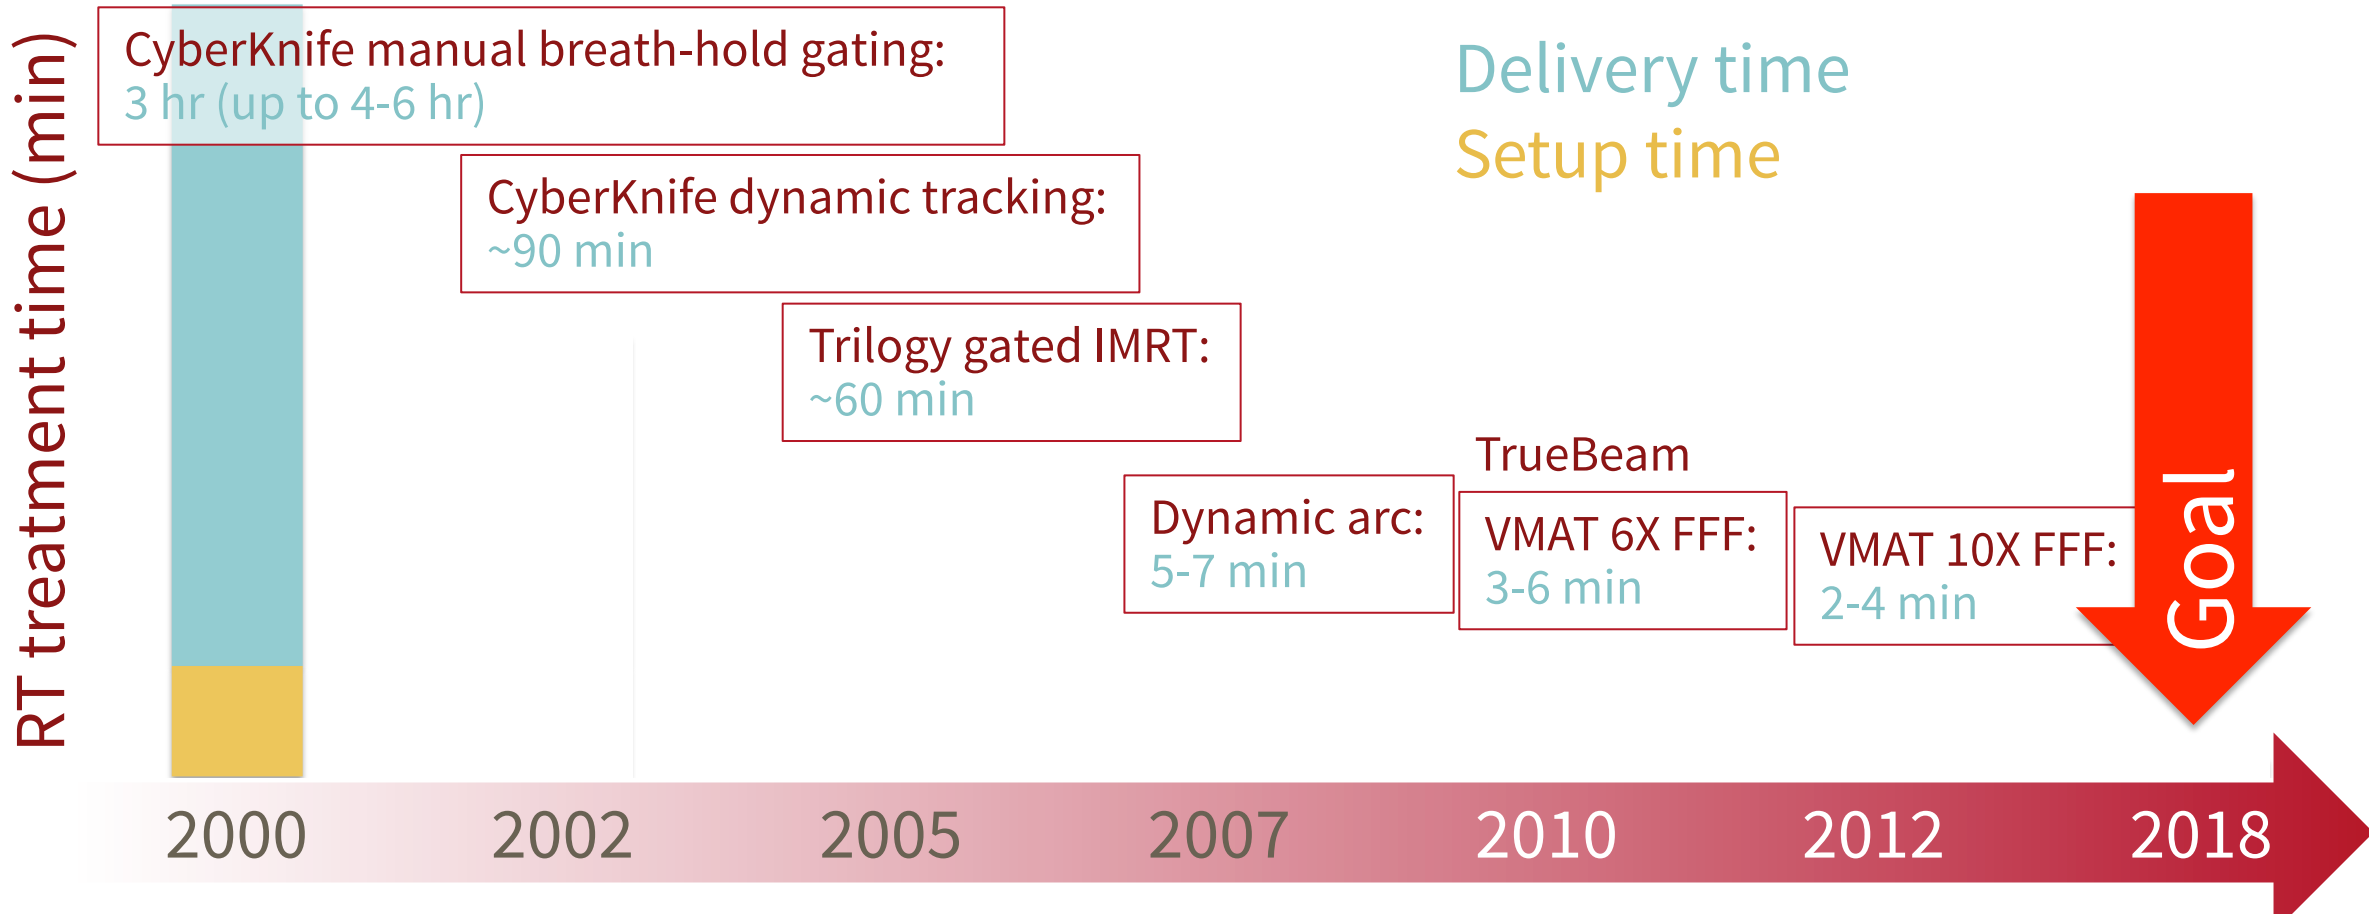 RT treatment time (min)
CyberKnife manual breath-hold gating:
3 hr (up to 4-6 hr)
Delivery time
Setup time
CyberKnife dynamic tracking:
~90 min
Trilogy gated IMRT:
~60 min
Dynamic arc:
5-7 min
TrueBeam
VMAT 6X FFF:
3-6 min
VMAT 10X FFF:
2-4 min
Goal
2000 2002 2005 2007 2010 2012 2018